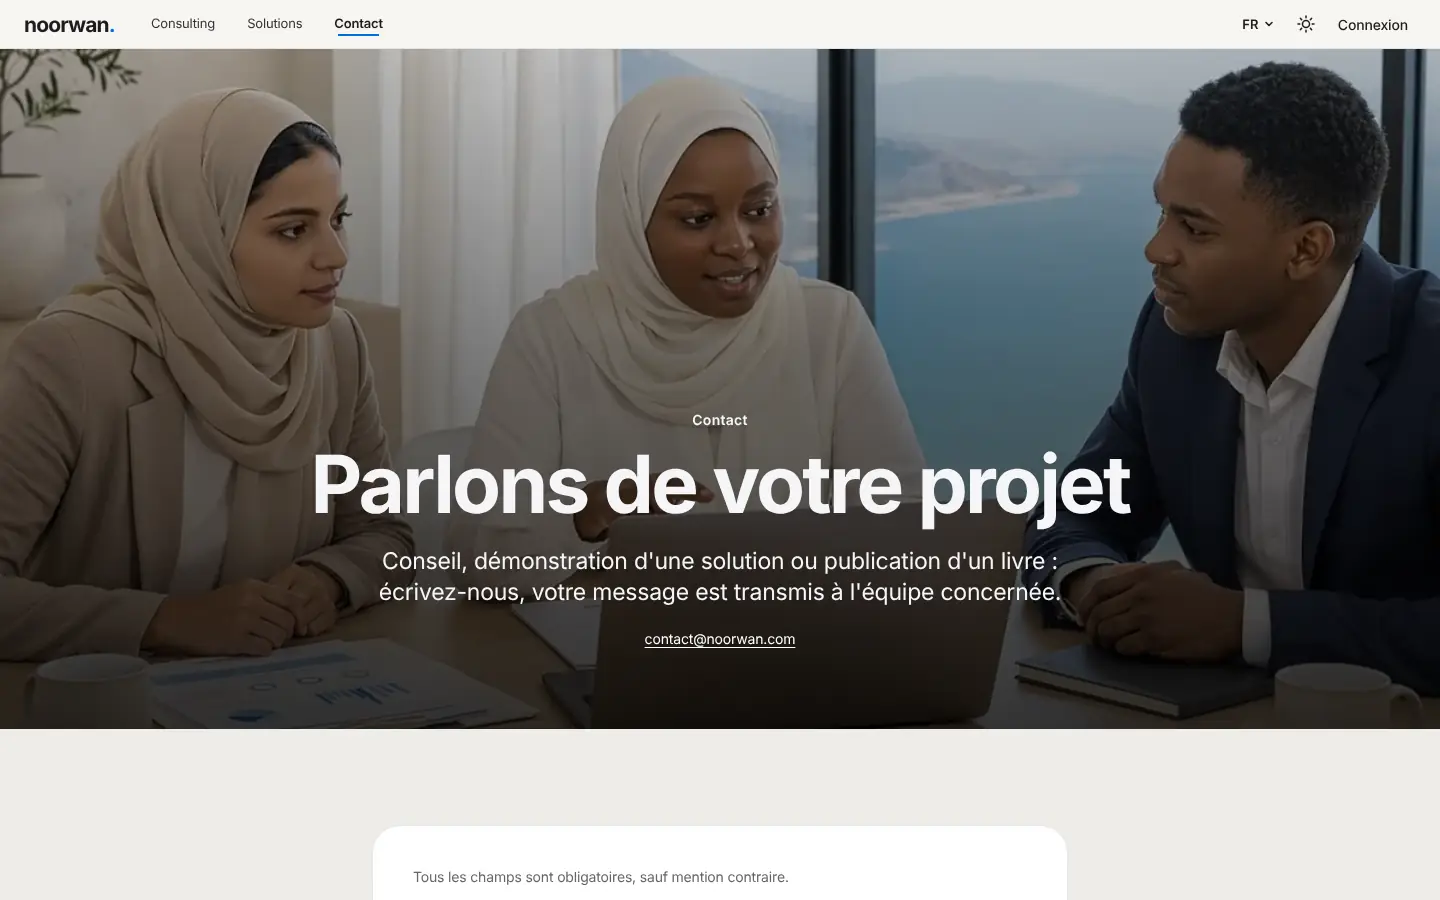 noorwan.
Consulting
Solutions
Contact
FR
Connexion
Contact
Parlons de votre projet
Conseil, démonstration d'une solution ou publication d'un livre :
écrivez-nous, votre message est transmis à l'équipe concernée.
contact@noorwan.com
Tous les champs sont obligatoires, sauf mention contraire.